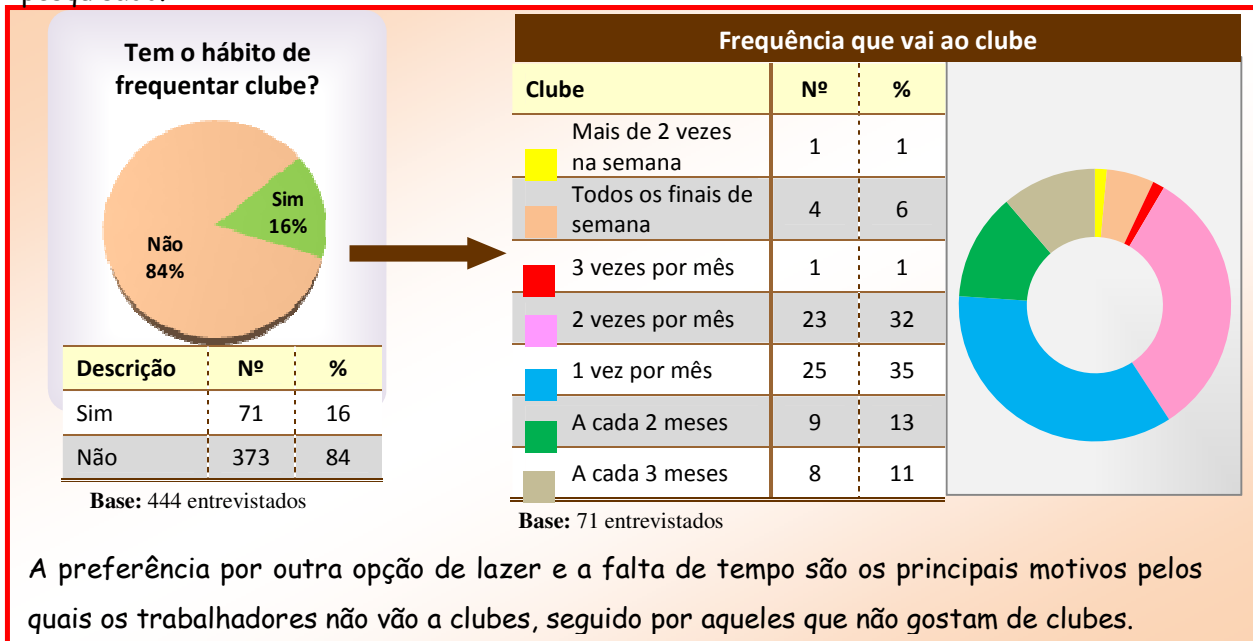 Tem o hábito de
frequentar clube?
Sim
16%
Não
84%
Descrição Nº %
Sim 71 16
Não 373 84
Base: 444 entrevistados
Frequência que vai ao clube
Clube Nº %
Mais de 2 vezes
na semana 1 1
Todos os finais de
semana 4 6
3 vezes por mês 1 1
2 vezes por mês 23 32
1 vez por mês 25 35
A cada 2 meses 9 13
A cada 3 meses 8 11
Base: 71 entrevistados
A preferência por outra opção de lazer e a falta de tempo são os principais motivos pelos
quais os trabalhadores não vão a clubes, seguido por aqueles que não gostam de clubes.